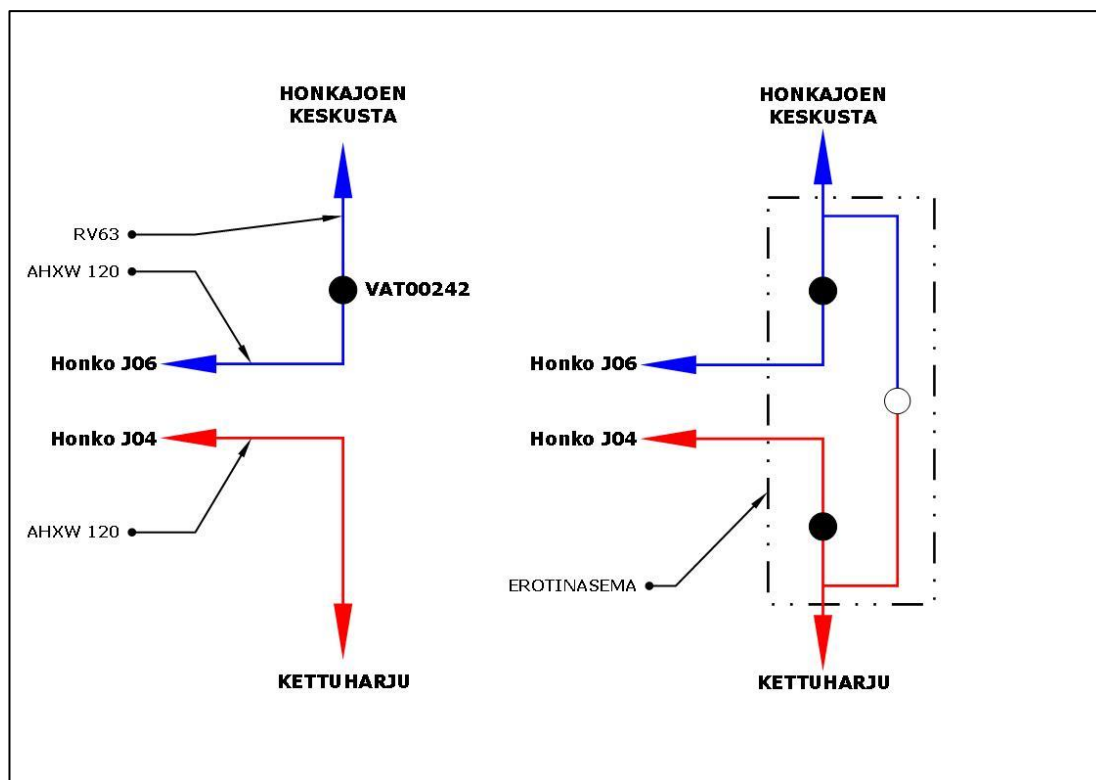 HONKAJOEN
KESKUSTA
RV63
AHXW 120
VAT00242
Honko J06
Honko J04
AHXW 120
KETTUHARJU
HONKAJOEN
KESKUSTA
Honko J06
Honko J04
EROTINASEMA
KETTUHARJU